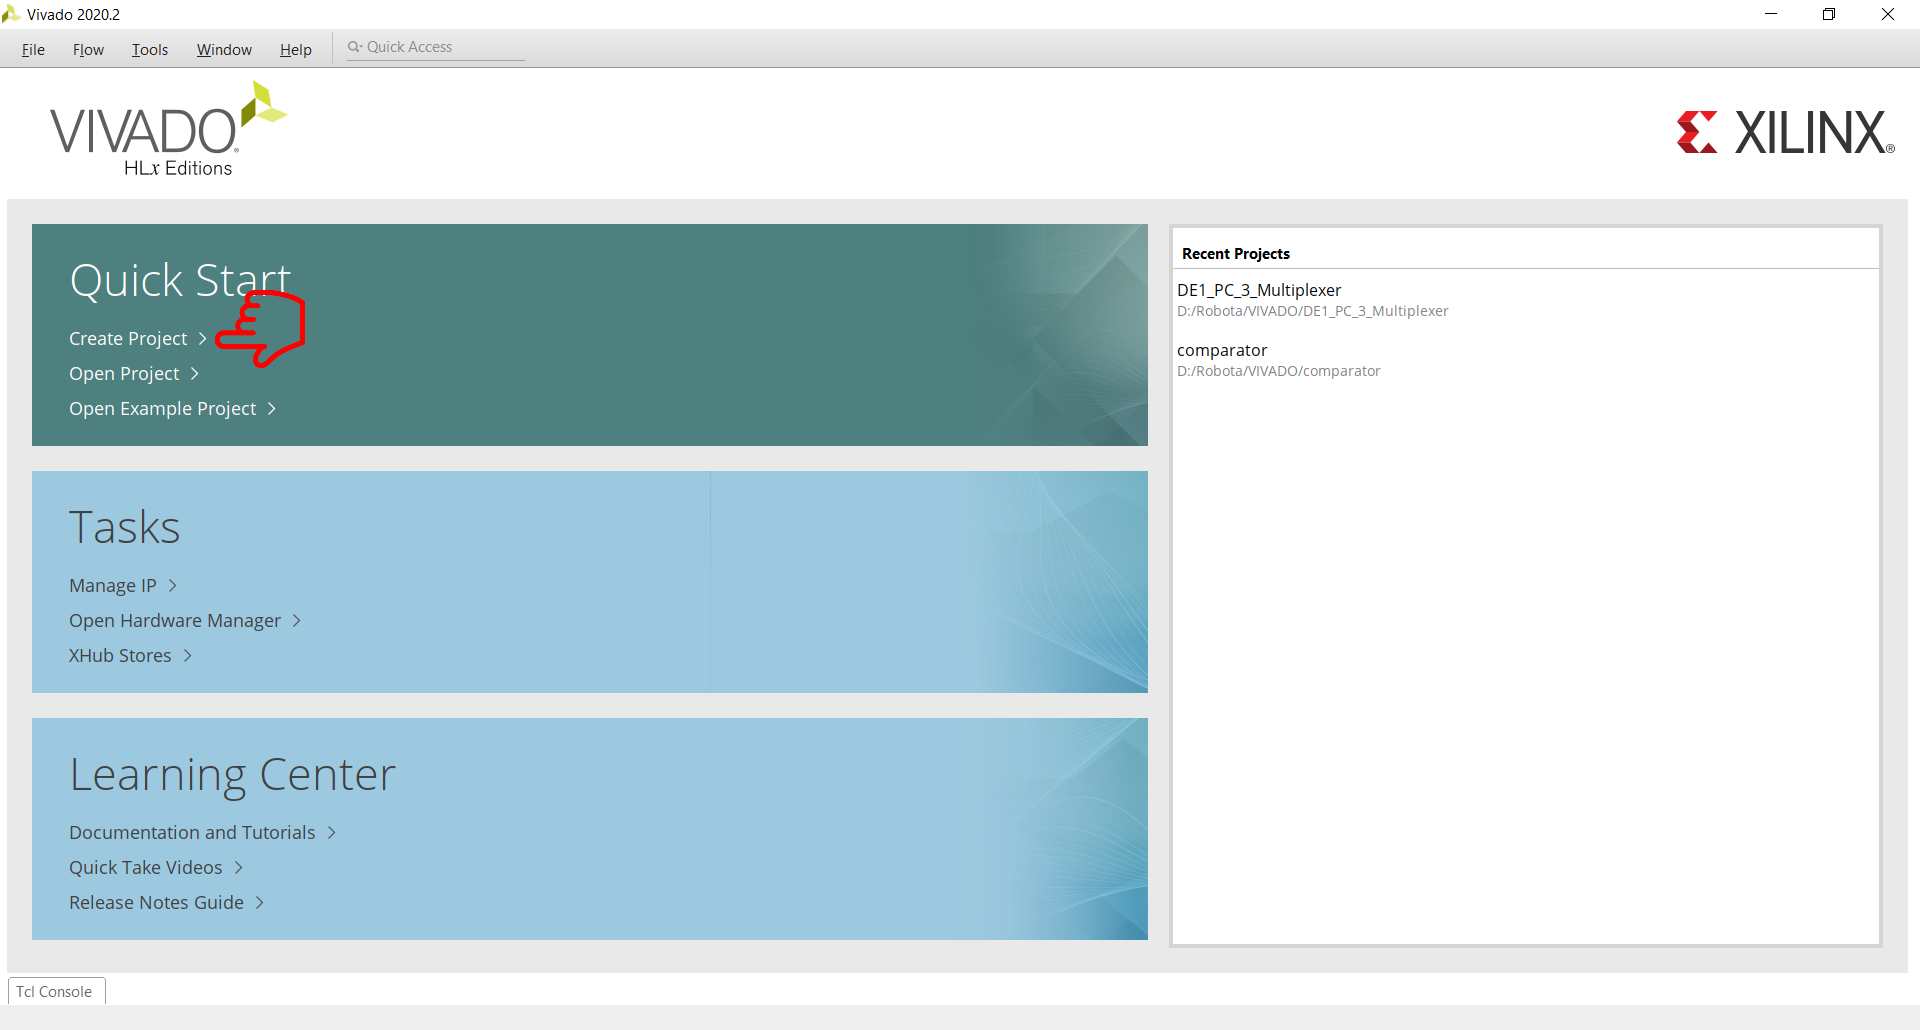 Vivado 2020.2
File Flow Tools Window Help Quick Access
VIVADO®
HLx Editions
XILINX®
Quick Start
Create Project
Open Project
Open Example Project
Tasks
Manage IP
Open Hardware Manager
XHub Stores
Learning Center
Documentation and Tutorials
Quick Take Videos
Release Notes Guide
Recent Projects
DE1_PC_3_Multiplexer
D:/Robota/VIVADO/DE1_PC_3_Multiplexer
comparator
D:/Robota/VIVADO/comparator
Tcl Console